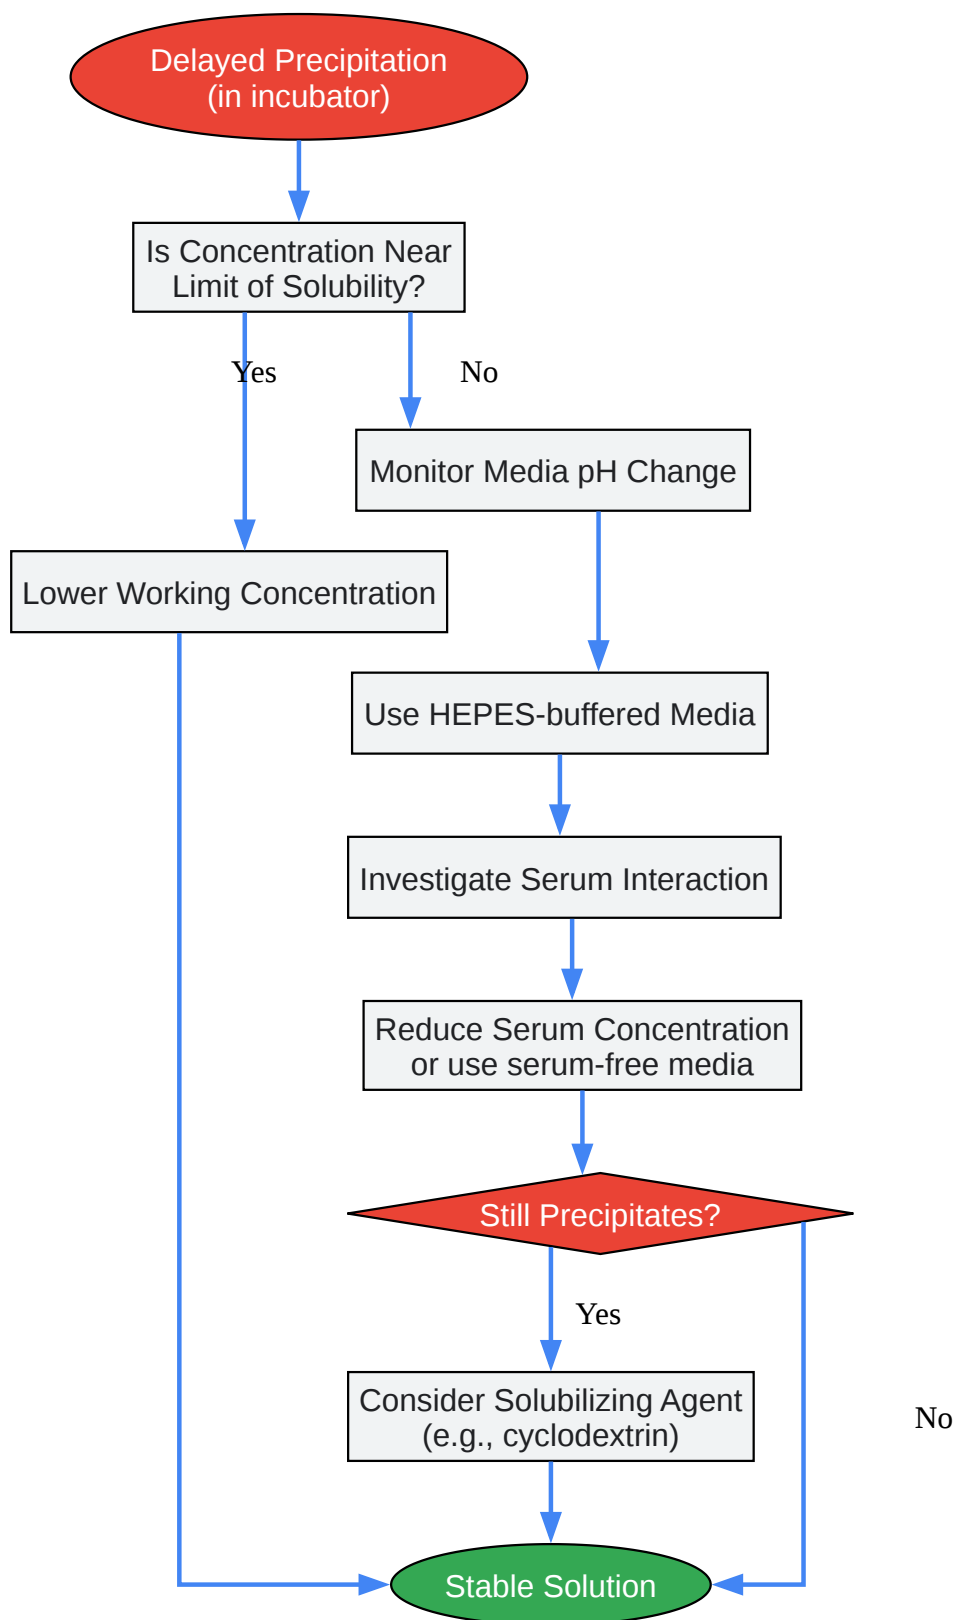 Delayed Precipitation
(in incubator)
Is Concentration Near
Limit of Solubility?
Yes
No
Monitor Media pH Change
Lower Working Concentration
Use HEPES-buffered Media
Investigate Serum Interaction
Reduce Serum Concentration
or use serum-free media
Still Precipitates?
Yes
Consider Solubilizing Agent
(e.g., cyclodextrin)
No
Stable Solution